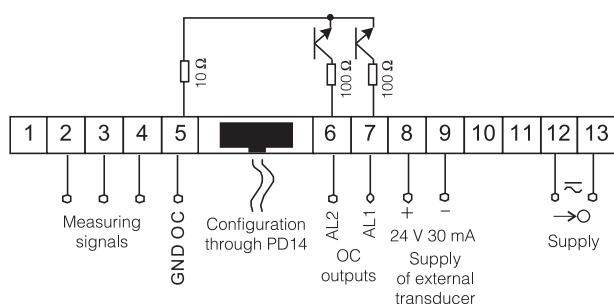 10 Ω
100 Ω
100 Ω
1 2 3 4 5 6 7 8 9 10 11 12 13
Measuring
signals
GND OC
Configuration
through PD14
AL2
AL1
OC
outputs
+ −
24 V 30 mA
Supply
of external
transducer
Supply